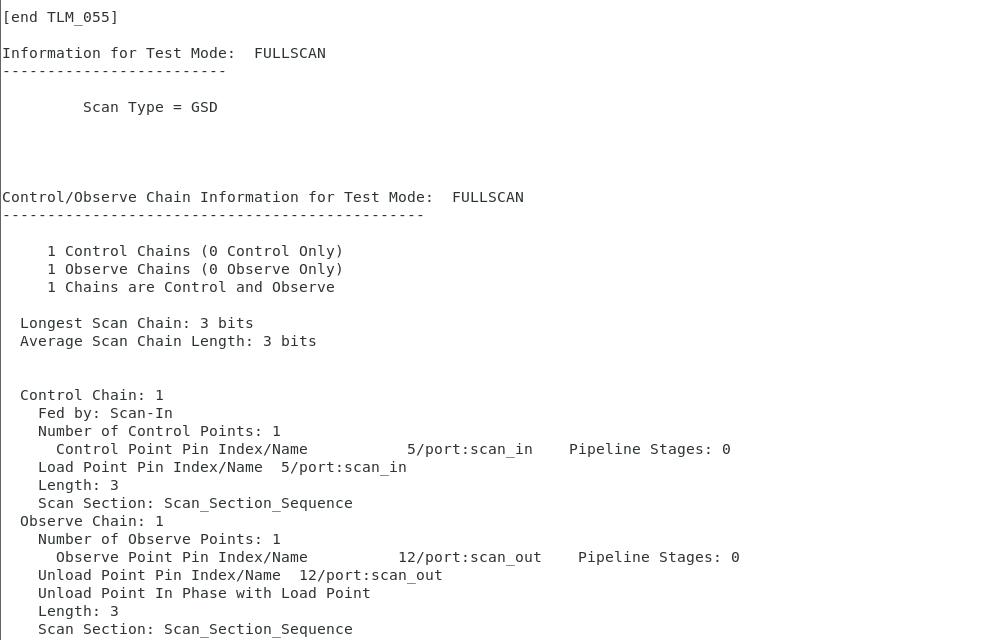 [end TLM_055]
Information for Test Mode:  FULLSCAN
-------------------------
Scan Type = GSD
Control/Observe Chain Information for Test Mode:  FULLSCAN
-----------------------------------------------
1 Control Chains (0 Control Only)
1 Observe Chains (0 Observe Only)
1 Chains are Control and Observe
Longest Scan Chain: 3 bits
Average Scan Chain Length: 3 bits
Control Chain: 1
Fed by: Scan-In
Number of Control Points: 1
Control Point Pin Index/Name           5/port:scan_in    Pipeline Stages: 0
Load Point Pin Index/Name  5/port:scan_in
Length: 3
Scan Section: Scan_Section_Sequence
Observe Chain: 1
Number of Observe Points: 1
Observe Point Pin Index/Name          12/port:scan_out    Pipeline Stages: 0
Unload Point Pin Index/Name  12/port:scan_out
Unload Point In Phase with Load Point
Length: 3
Scan Section: Scan_Section_Sequence